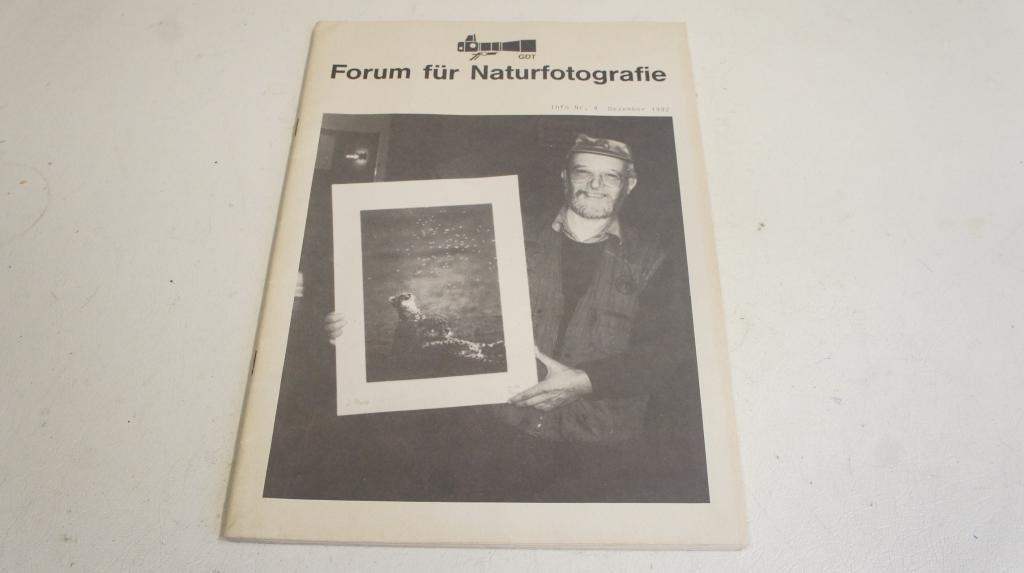 GDT
Forum für Naturfotografie
Info Nr. 4 Dezember 1992